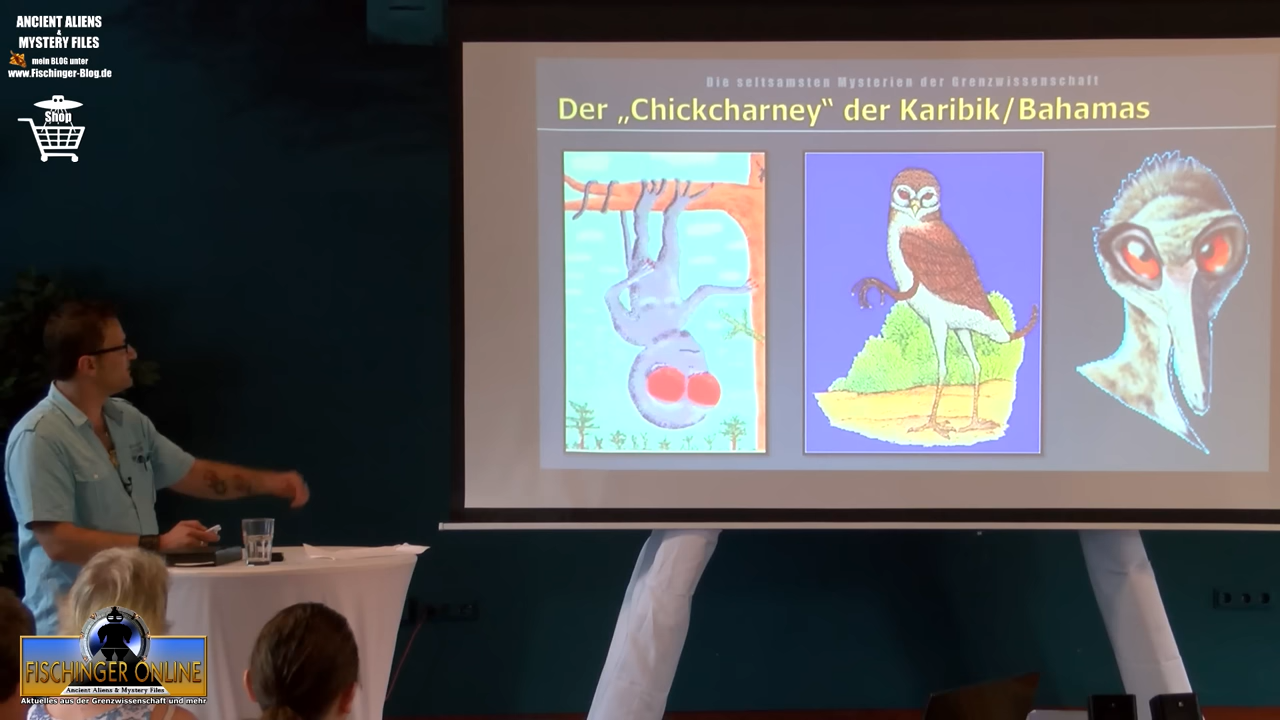 ANCIENT ALIENS
&
MYSTERY FILES
mein BLOG unter
www.Fischinger-Blog.de
Shop
Die seltsamsten Mysterien der Grenzwissenschaft
Der „Chickcharney“ der Karibik/Bahamas
FISCHINGER ONLINE
Ancient Aliens & Mystery Files
Aktuelles aus der Grenzwissenschaft und mehr